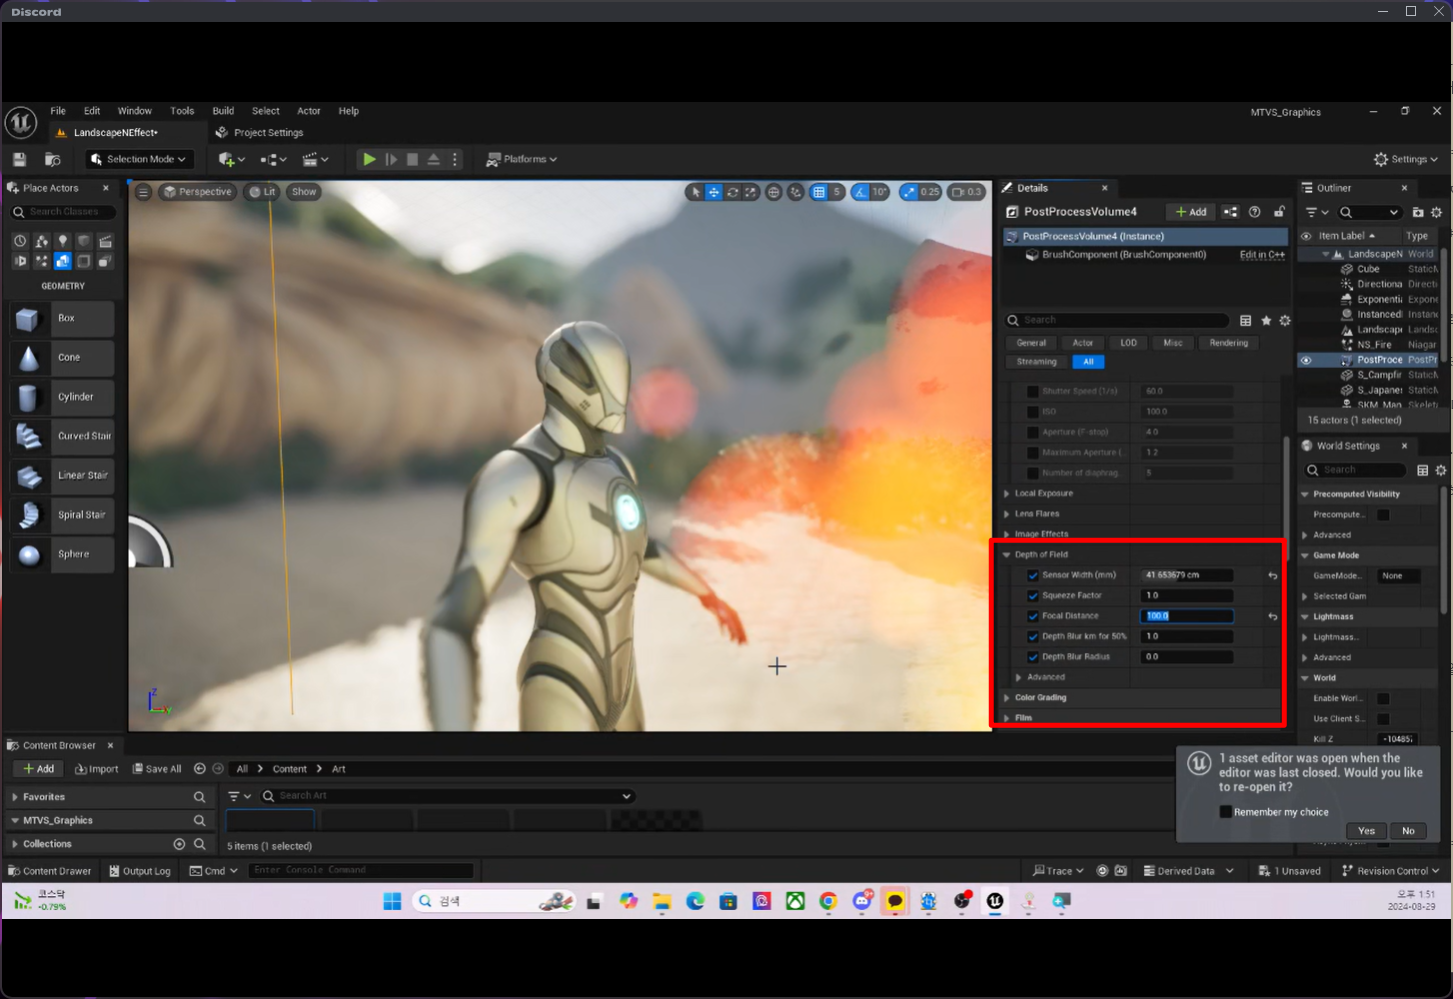 Discord
File Edit Window Tools Build Select Actor Help
MTVS_Graphics
LandscapeNEffect•
Project Settings
Selection Mode
Platforms
Settings
Place Actors
Search Classes
GEOMETRY
Box
Cone
Cylinder
Curved Stair
Linear Stair
Spiral Stair
Sphere
Perspective Lit Show
5 10° 0.25 0.3
Details
PostProcessVolume4
+ Add
PostProcessVolume4 (Instance)
BrushComponent (BrushComponent0) Edit in C++
Search
General Actor LOD Misc Rendering
Streaming All
Shutter Speed (1/s) 60.0
ISO 100.0
Aperture (F-stop) 4.0
Maximum Aperture (.. 1.2
Number of diaphrag.. 5
Local Exposure
Lens Flares
Image Effects
Depth of Field
Sensor Width (mm) 41.653679 cm
Squeeze Factor 1.0
Focal Distance 100.0
Depth Blur km for 50% 1.0
Depth Blur Radius 0.0
Advanced
Color Grading
Film
Outliner
Item Label Type
LandscapeN World
Cube StaticM
Directiona Directi
Exponentia Expone
Instancedl Instanc
Landscape Landsc
NS_Fire Niagar
PostProce PostPr
S_Campfir StaticM
S_Japanes StaticM
SKM_Man Skelet
15 actors (1 selected)
World Settings
Search
Precomputed Visibility
Precompute..
Advanced
Game Mode
GameMode.. None
Selected Gam
Lightmass
Lightmass..
Advanced
World
Enable Worl..
Use Client S..
Kill Z -104857
Content Browser
+ Add Import Save All All > Content > Art
Favorites
MTVS_Graphics
Collections
Search Art
5 items (1 selected)
1 asset editor was open when the
editor was last closed. Would you like
to re-open it?
Remember my choice
Yes No
Content Drawer Output Log Cmd Enter Console Command
Trace Derived Data 1 Unsaved Revision Control
코스닥
-0.79%
검색
오후 1:51
2024-08-29